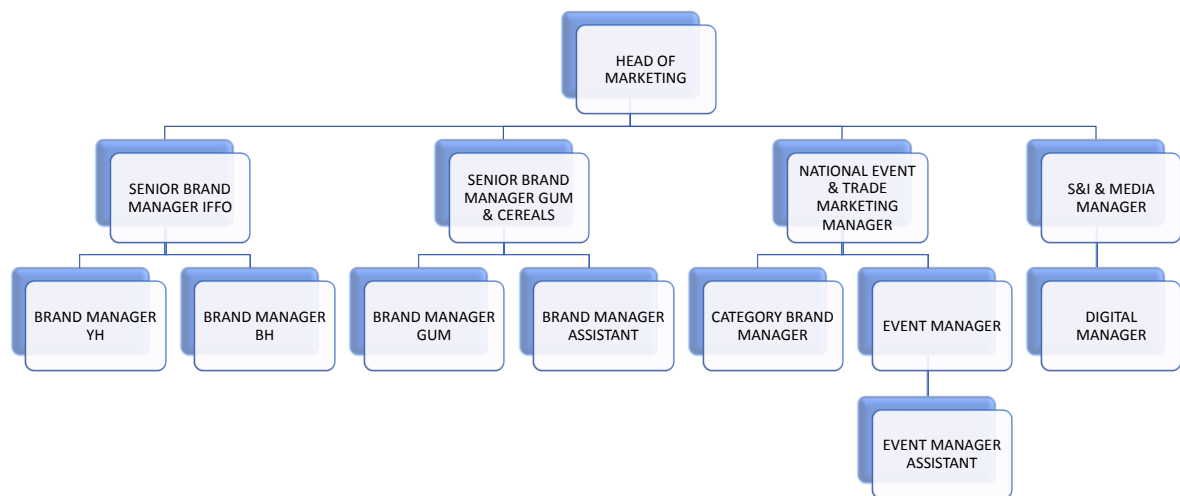 HEAD OF
MARKETING
SENIOR BRAND
MANAGER IFFO
SENIOR BRAND
MANAGER GUM
& CEREALS
NATIONAL EVENT
& TRADE
MARKETING
MANAGER
S&I & MEDIA
MANAGER
BRAND MANAGER
YH
BRAND MANAGER
BH
BRAND MANAGER
GUM
BRAND MANAGER
ASSISTANT
CATEGORY BRAND
MANAGER
EVENT MANAGER
DIGITAL
MANAGER
EVENT MANAGER
ASSISTANT